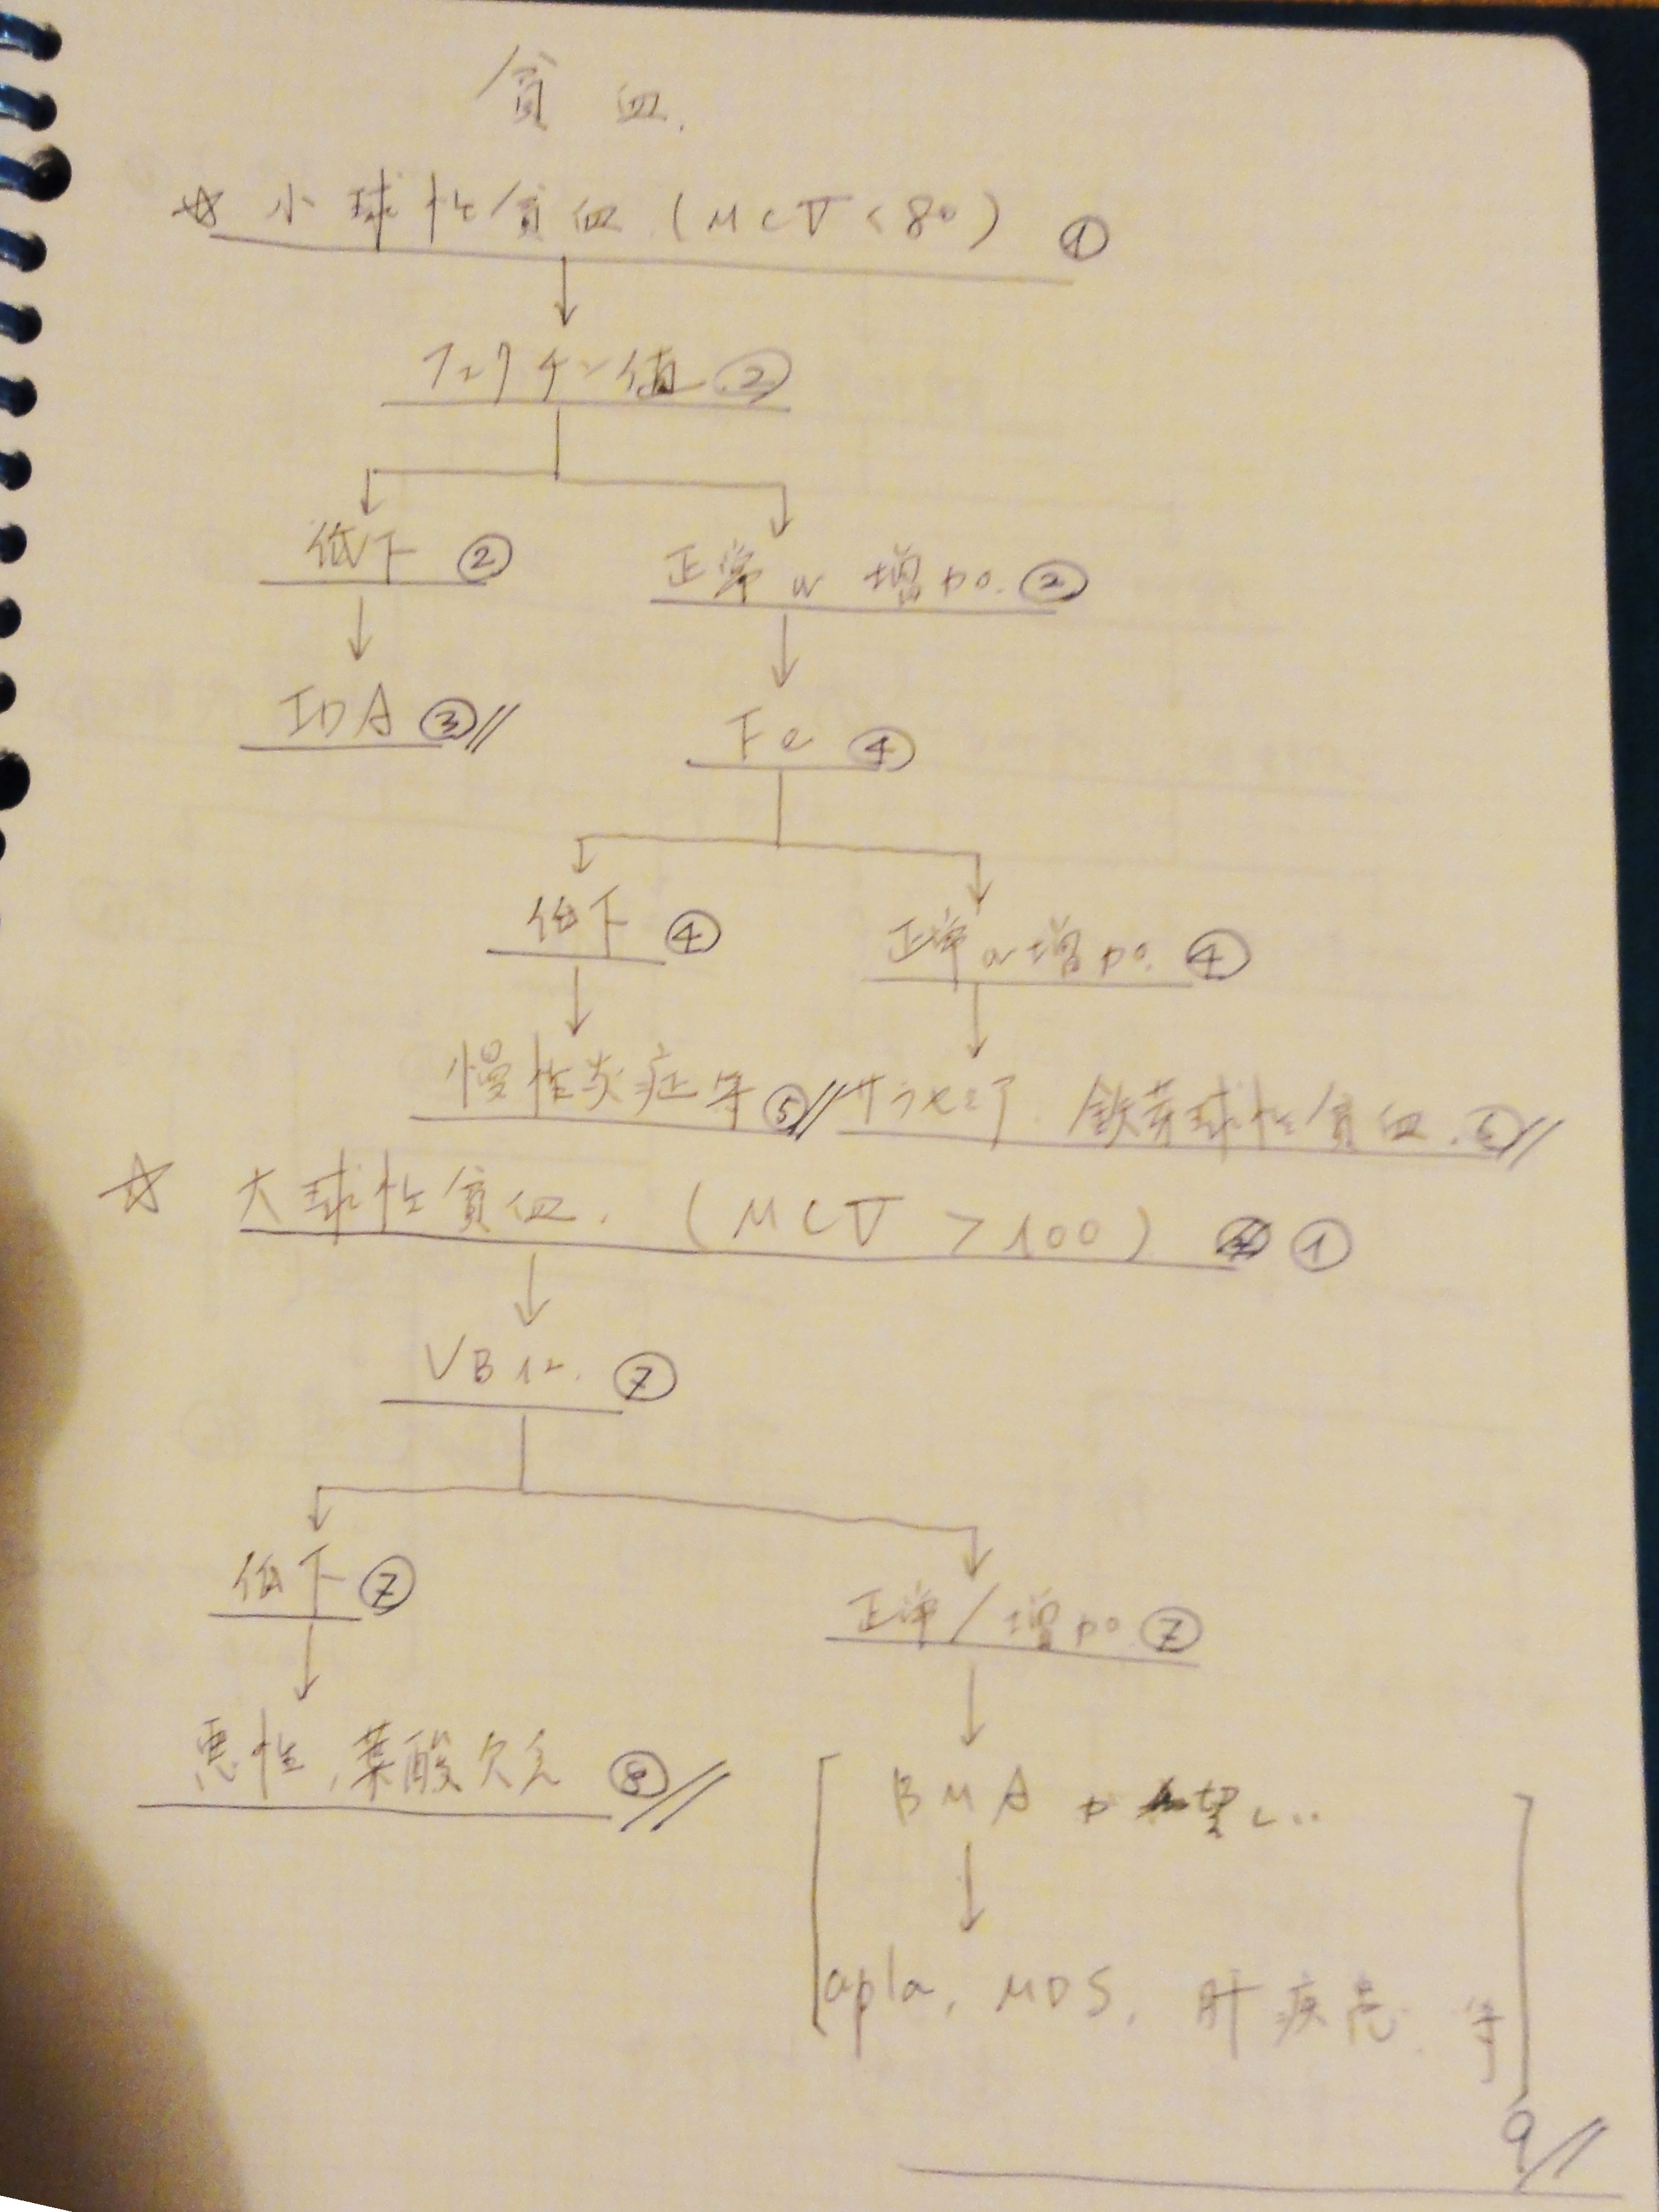 貧血.
☆ 小球性貧血 (MCV<80) ①
フェリチン値 ②
低下 ②
正常 or 増加. ②
IDA ③//
Fe ④
低下 ④
正常 or 増加. ④
慢性炎症等 ⑤//
サラセミア. 鉄芽球性貧血. ⑥//
☆ 大球性貧血. (MCV >100) ①
VB12. ⑦
低下 ⑦
正常/増加 ⑦
悪性, 葉酸欠乏 ⑧//
BMA が 望し..
apla, MDS, 肝疾患. 等
9//